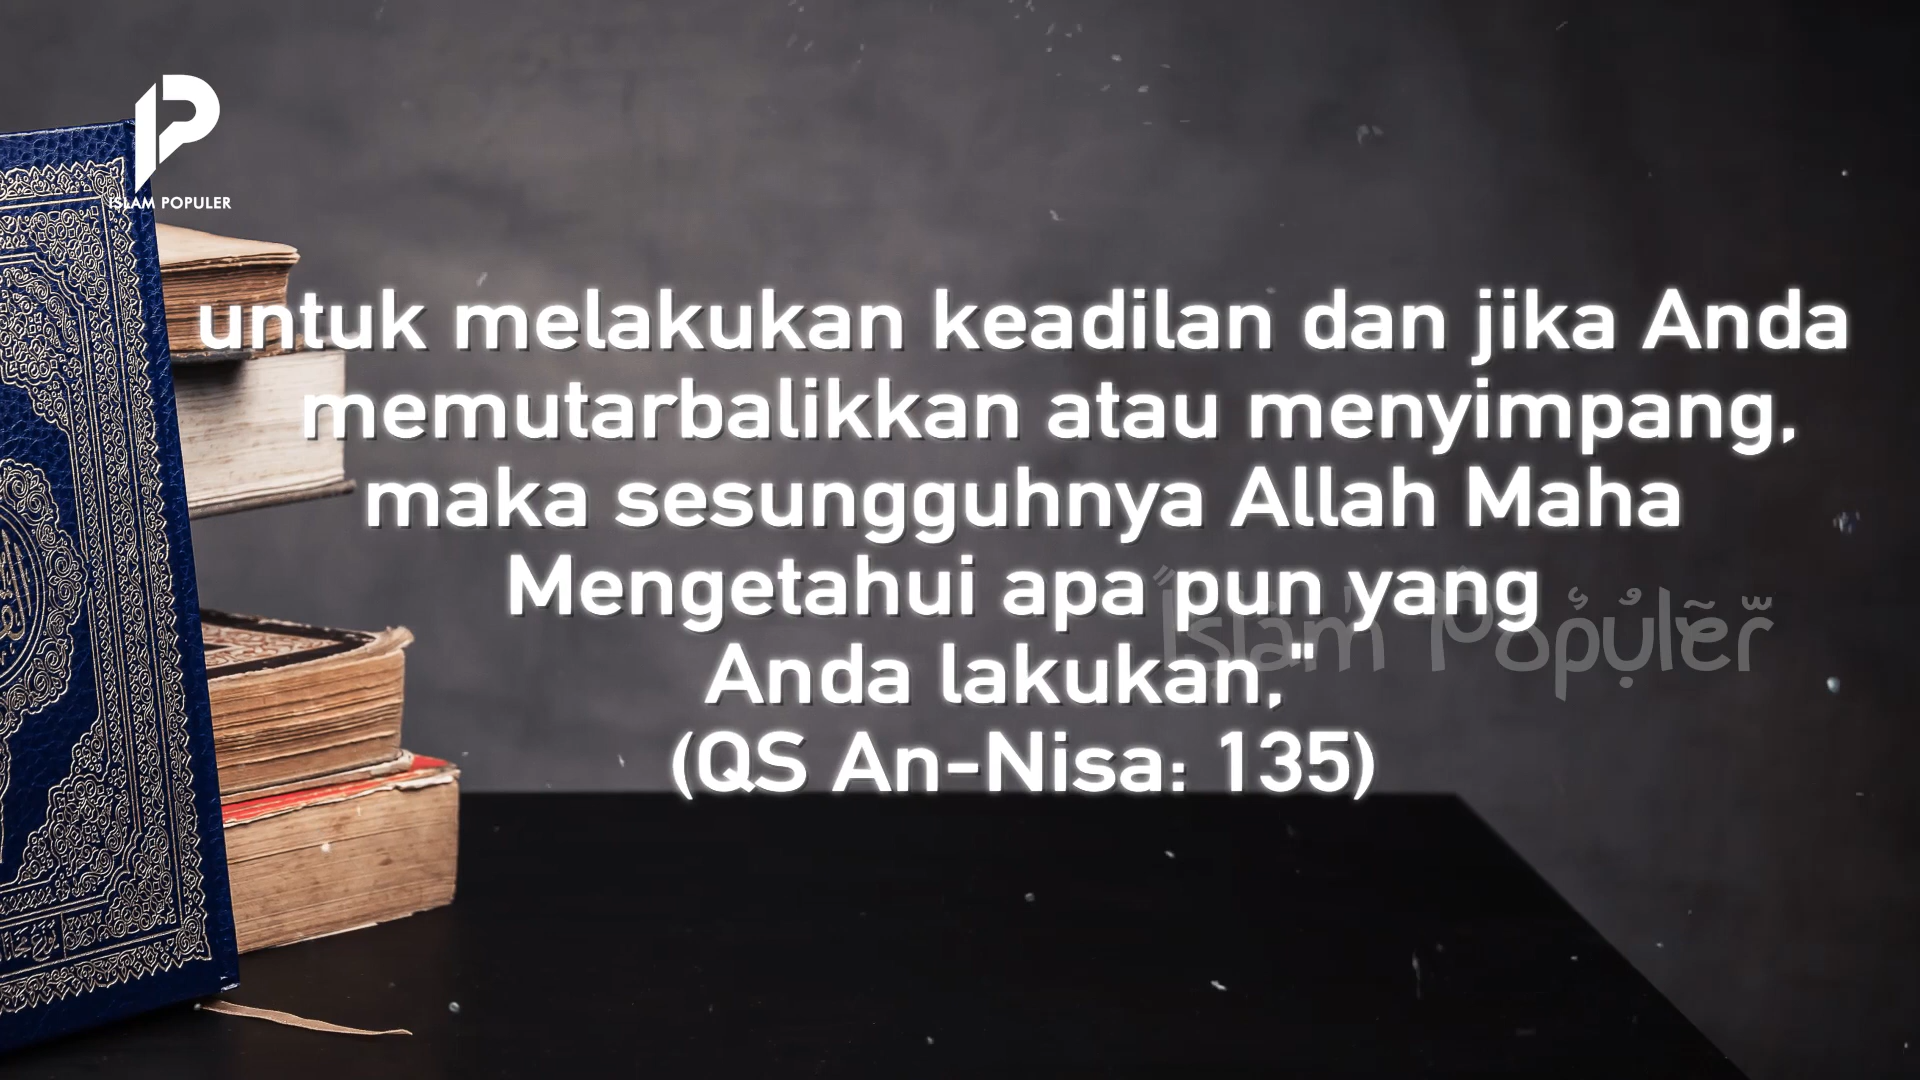 ISLAM POPULER
untuk melakukan keadilan dan jika Anda
memutarbalikkan atau menyimpang,
maka sesungguhnya Allah Maha
Mengetahui apa pun yang
Anda lakukan,"
(QS An-Nisa: 135)
Islam Populer